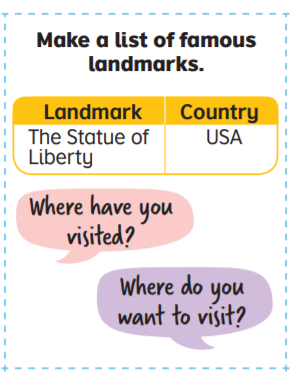 Make a list of famous
landmarks.
Landmark Country
The Statue of USA
Liberty
Where have you
visited?
Where do you
want to visit?